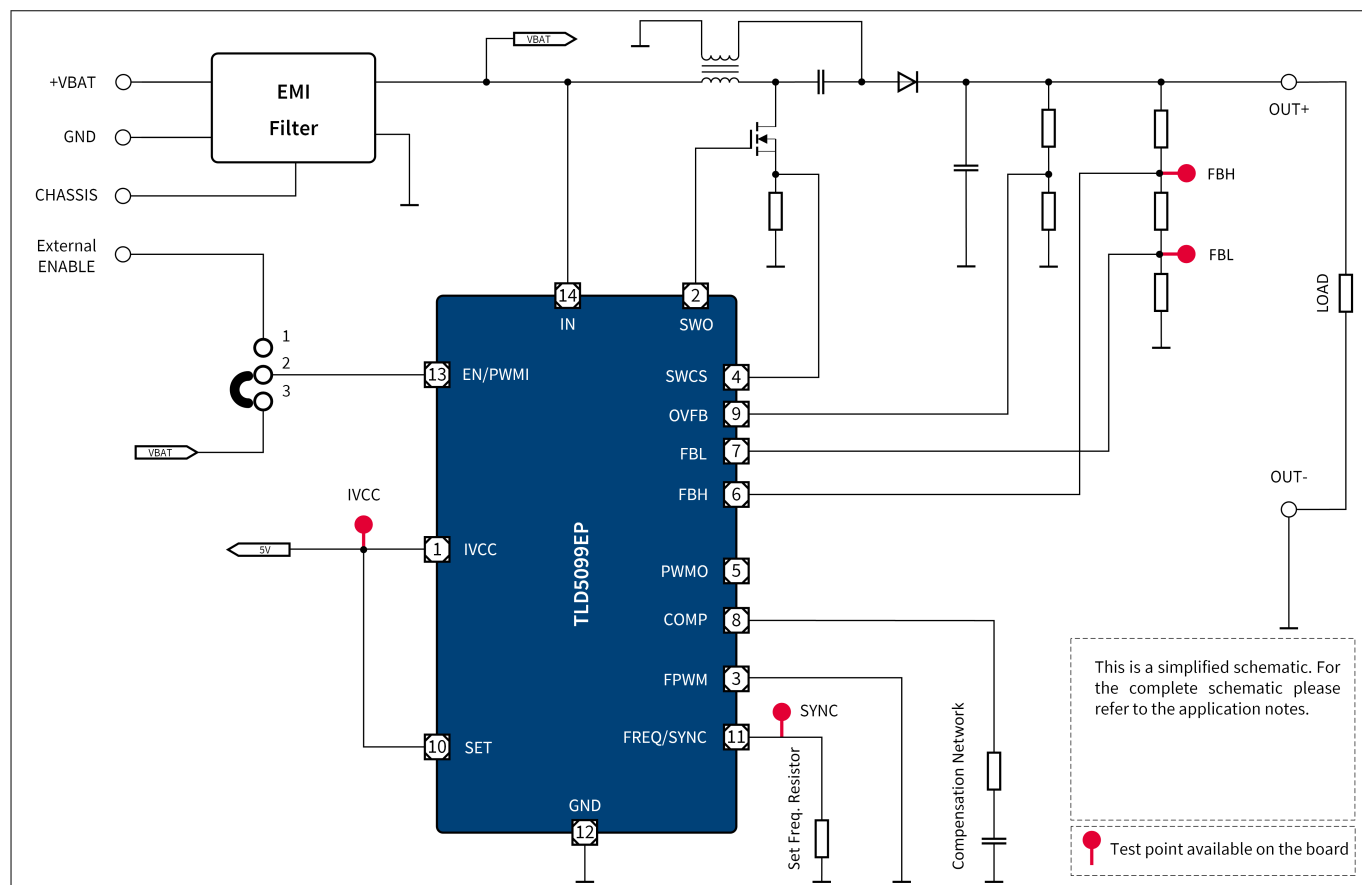 VBAT
+VBAT
EMI
Filter
OUT+
GND
FBH
CHASSIS
External
ENABLE
FBL
LOAD
14
2
IN
SWO
1
2
3
13
EN/PWMI
SWCS
4
OVFB
9
VBAT
FBL
7
FBH
6
OUT-
IVCC
5V
1
IVCC
TLD5099EP
PWMO
5
COMP
8
FPWM
3
SYNC
FREQ/SYNC
11
10
SET
Set Freq. Resistor
Compensation Network
GND
12
This is a simplified schematic. For
the complete schematic please
refer to the application notes.
Test point available on the board